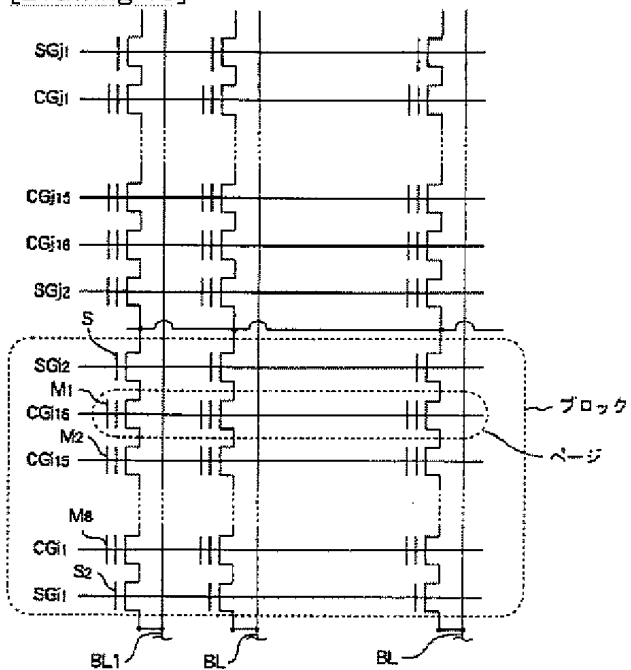 SGj1
CGj1
CGj15
CGj16
SGj2
S
SGi2
M1
CGi16
M2
CGi15
M8
CGi1
S2
SGi1
ブロック
ページ
BL1
BL
BL